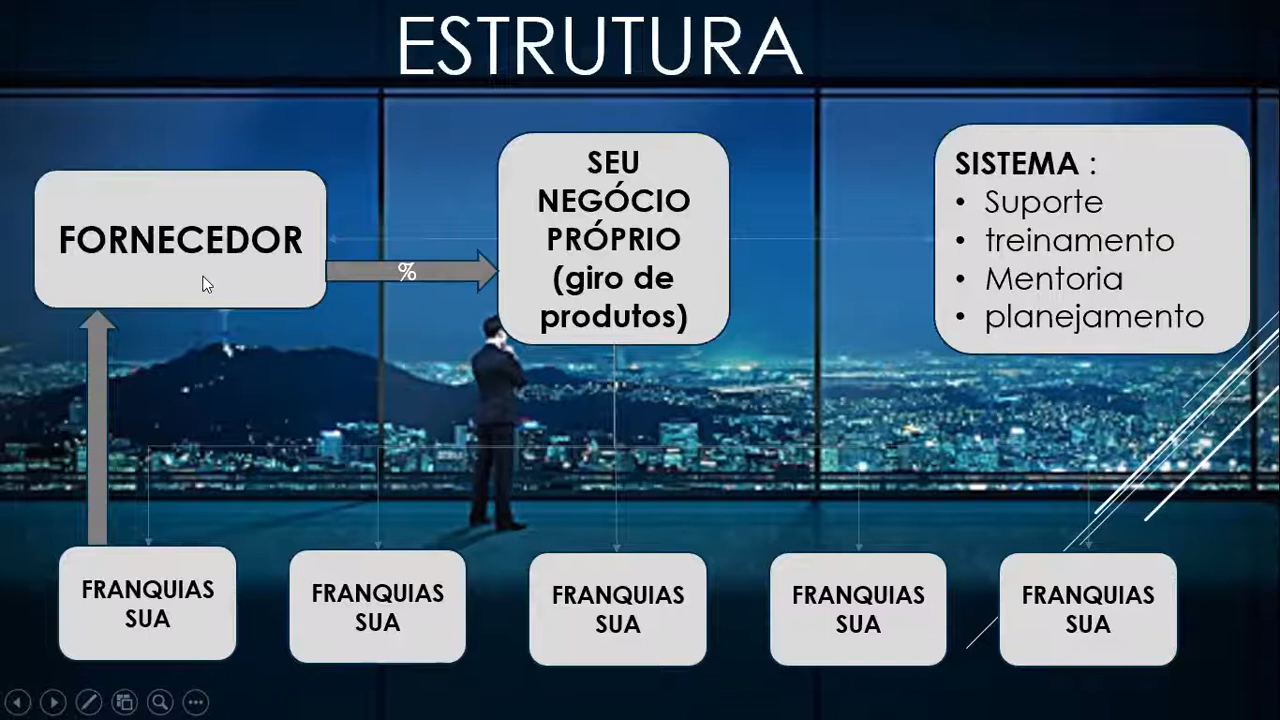 ESTRUTURA
FORNECEDOR
%
SEU
NEGÓCIO
PRÓPRIO
(giro de
produtos)
SISTEMA :
• Suporte
• treinamento
• Mentoria
• planejamento
FRANQUIAS
SUA
FRANQUIAS
SUA
FRANQUIAS
SUA
FRANQUIAS
SUA
FRANQUIAS
SUA